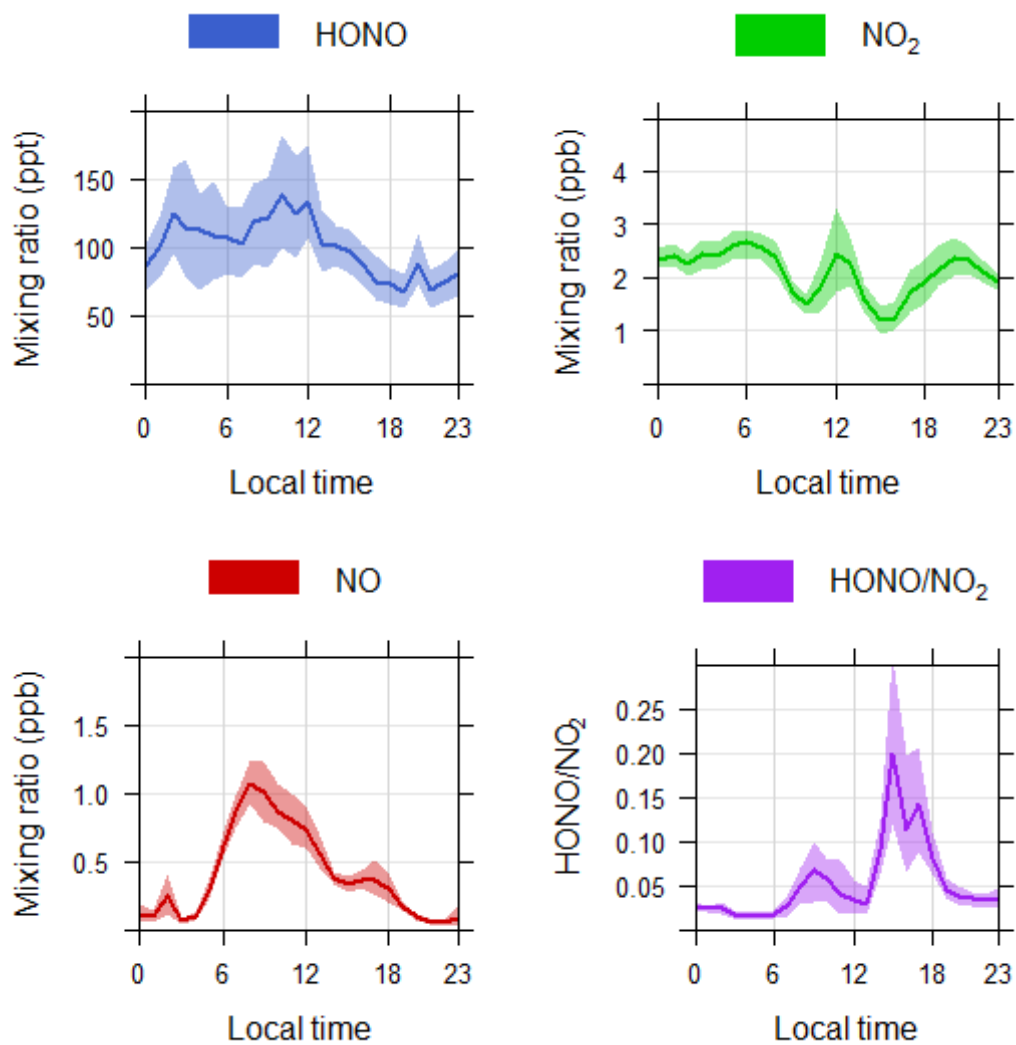 HONO
NO₂
Mixing ratio (ppt)
150
100
50
0 6 12 18 23
Local time
Mixing ratio (ppb)
4
3
2
1
0 6 12 18 23
Local time
NO
HONO/NO₂
Mixing ratio (ppb)
1.5
1.0
0.5
0 6 12 18 23
Local time
HONO/NO₂
0.25
0.20
0.15
0.10
0.05
0 6 12 18 23
Local time